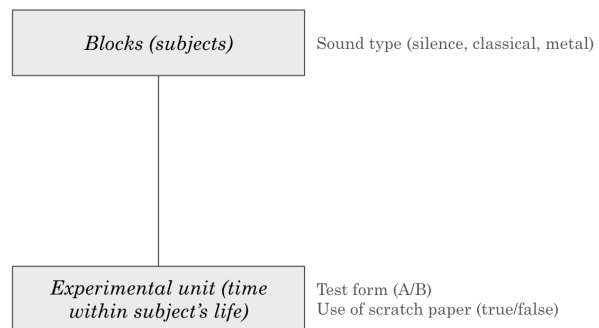 Blocks (subjects)
Sound type (silence, classical, metal)
Experimental unit (time
within subject's life)
Test form (A/B)
Use of scratch paper (true/false)